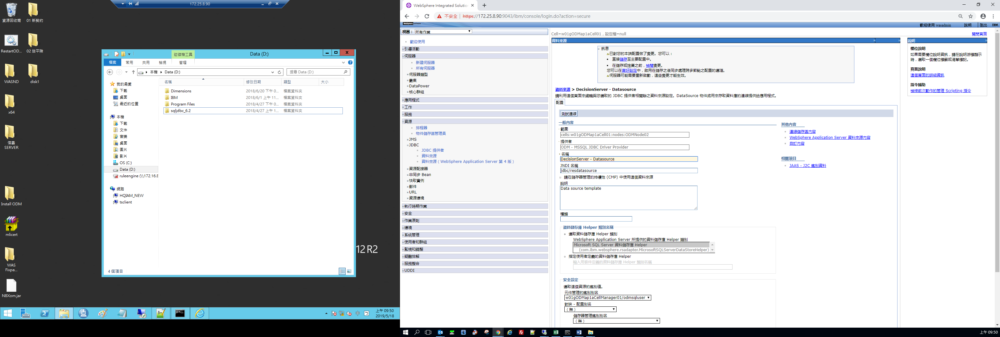 172.25.8.90
資源回收筒
01 新契約
RestartOD...
02 旅平險
WASND
disk1
x64
信義
SERVER
Install ODM
mlicert
WAS
Fixpa...
NBXom.jar
磁碟機工具
Data (D:)
檔案
常用
共用
檢視
管理
本機
Data (D:)
搜尋 Data (D:)
名稱
修改日期
類型
大小
我的最愛
下載
桌面
最近的位置
本機
下載
文件
音樂
桌面
圖片
影片
OS (C:)
Data (D:)
ruleengine (\\172.16.8
網路
HQIAM_NEW
tsclient
Dimensions 2018/6/20 下午 0... 檔案資料夾
IBM 2018/6/1 上午 11... 檔案資料夾
Program Files 2018/4/27 下午 0... 檔案資料夾
sqljdbc_6.2 2018/4/27 上午 1... 檔案資料夾
4 個項目
12 R2
上午 09:50
2019/5/18
WebSphere Integrated Solutio
不安全 | https://172.25.8.90:9043/ibm/console/login.do?action=secure
WebSphere. software
歡迎使用 wasadmin
說明
登出
IBM.
視圖：
所有作業
歡迎使用
引導活動
伺服器
新建伺服器
所有伺服器
伺服器類型
叢集
DataPower
核心群組
應用程式
工作
服務
資源
排程器
物件儲存區管理員
JMS
JDBC
JDBC 提供者
資料來源
資料來源（WebSphere Application Server 第 4 版）
資源配接器
非同步 Bean
快取實例
郵件
URL
資源環境
執行時期作業
安全
作業原則
環境
系統管理
使用者和群組
監視和調整
疑難排解
服務整合
UDDI
Cell=w01gODMap1aCell01，設定檔=null
關閉頁面
資料來源
訊息
已對您的本端配置做了變更。您可以：
直接儲存至主要配置中。
在儲存或捨棄之前，檢閱變更。
您可以在喜好設定中，啟用在儲存之後同步處理跨多節點之配置的選項。
伺服器可能需要重新啟動，這些變更才能生效。
資料來源 > DecisionServer - Datasource
請利用這個頁面來編輯與您選取的 JDBC 提供者相關聯之資料來源設定。DataSource 物件將用來存取資料庫的連線提供給應用程式。
配置
測試連線
一般內容
範圍
cells:w01gODMap1aCell01:nodes:ODMNode02
提供者
ODM - MSSQL JDBC Driver Provider
名稱
DecisionServer - Datasource
JNDI 名稱
jdbc/resdatasource
請在儲存器管理的持續性 (CMP) 中使用這個資料來源
說明
Data source template
種類
資料儲存庫 Helper 類別名稱
選取資料儲存庫 Helper 類別
WebSphere Application Server 所提供的資料儲存庫 Helper 類別
Microsoft SQL Server 資料儲存庫 Helper
(com.ibm.websphere.rsadapter.MicrosoftSQLServerDataStoreHelper)
指定使用者定義的資料儲存庫 Helper
輸入用套件定義的資料儲存庫 Helper 類別名稱
安全設定
選取這個資源的鑑別值。
元件管理的鑑別別名
w01gODMap1aCellManager01/odmsqluser
對映 - 配置別名
（無）
儲存器管理鑑別別名
（無）
其他內容
連線儲存區內容
WebSphere Application Server 資料來源內容
自訂內容
相關項目
JAAS - J2C 鑑別資料
說明
欄位說明
如果需要欄位說明資訊，請在說明游標顯示
時，選取一個欄位標籤或清單標記。
頁面說明
這個頁面的詳細資訊
指令輔助
檢視前次動作的管理 Scripting 指令
上午 09:50